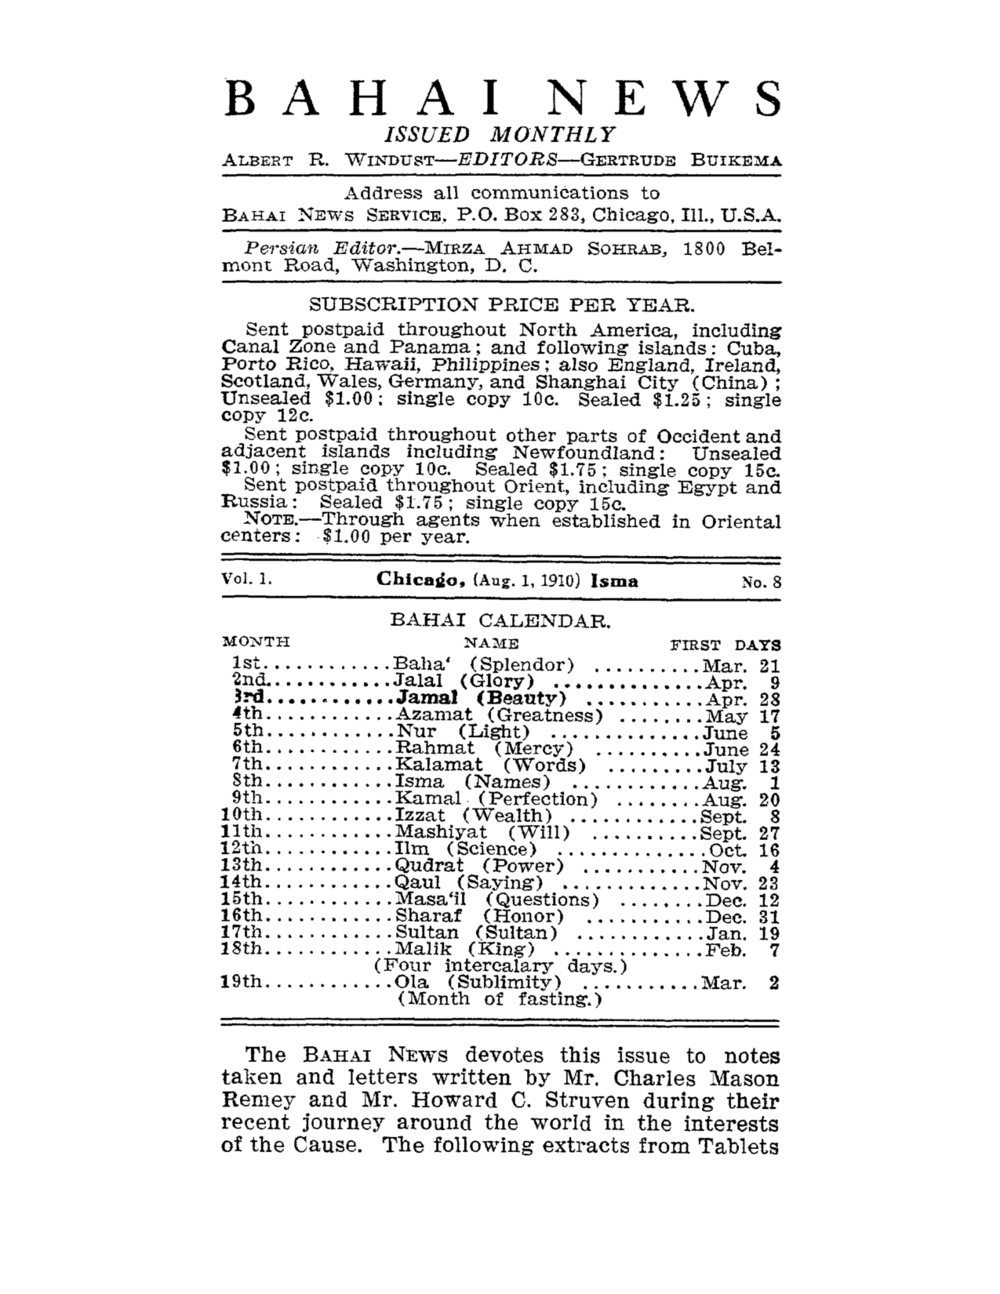 BAHAI NEWS
ISSUED MONTHLY
ALBERT R. WINDUST—EDITORS—GERTRUDE BUIKEMA
Address all communications to
BAHAI NEWS SERVICE, P.O. Box 283, Chicago, Ill., U.S.A.
Persian Editor.—MIRZA AHMAD SOHRAB, 1800 Bel-
mont Road, Washington, D. C.
SUBSCRIPTION PRICE PER YEAR.
Sent postpaid throughout North America, including
Canal Zone and Panama; and following islands: Cuba,
Porto Rico, Hawaii, Philippines; also England, Ireland,
Scotland, Wales, Germany, and Shanghai City (China);
Unsealed $1.00; single copy 10c. Sealed $1.25; single
copy 12c.
Sent postpaid throughout other parts of Occident and
adjacent islands including Newfoundland: Unsealed
$1.00; single copy 10c. Sealed $1.75; single copy 15c.
Sent postpaid throughout Orient, including Egypt and
Russia: Sealed $1.75; single copy 15c.
NOTE.—Through agents when established in Oriental
centers: $1.00 per year.
Vol. 1. Chicago, (Aug. 1, 1910) Isma No. 8
BAHAI CALENDAR.
MONTH NAME FIRST DAYS
1st............Baha‘ (Splendor) ..........Mar. 21
2nd............Jalal (Glory) .............Apr. 9
3rd............Jamal (Beauty) ............Apr. 28
4th............Azamat (Greatness) ........May 17
5th............Nur (Light) ..............June 5
6th............Rahmat (Mercy) ..........June 24
7th............Kalamat (Words) .........July 13
8th............Isma (Names) ............Aug. 1
9th............Kamal (Perfection) ........Aug. 20
10th............Izzat (Wealth) ............Sept. 8
11th............Mashiyat (Will) ..........Sept. 27
12th............Ilm (Science) ..............Oct. 16
13th............Qudrat (Power) ...........Nov. 4
14th............Qaul (Saying) .............Nov. 23
15th............Masa‘il (Questions) ........Dec. 12
16th............Sharaf (Honor) ...........Dec. 31
17th............Sultan (Sultan) ............Jan. 19
18th............Malik (King) ..............Feb. 7
(Four intercalary days.)
19th............Ola (Sublimity) ...........Mar. 2
(Month of fasting.)
The BAHAI NEWS devotes this issue to notes
taken and letters written by Mr. Charles Mason
Remey and Mr. Howard C. Struven during their
recent journey around the world in the interests
of the Cause. The following extracts from Tablets